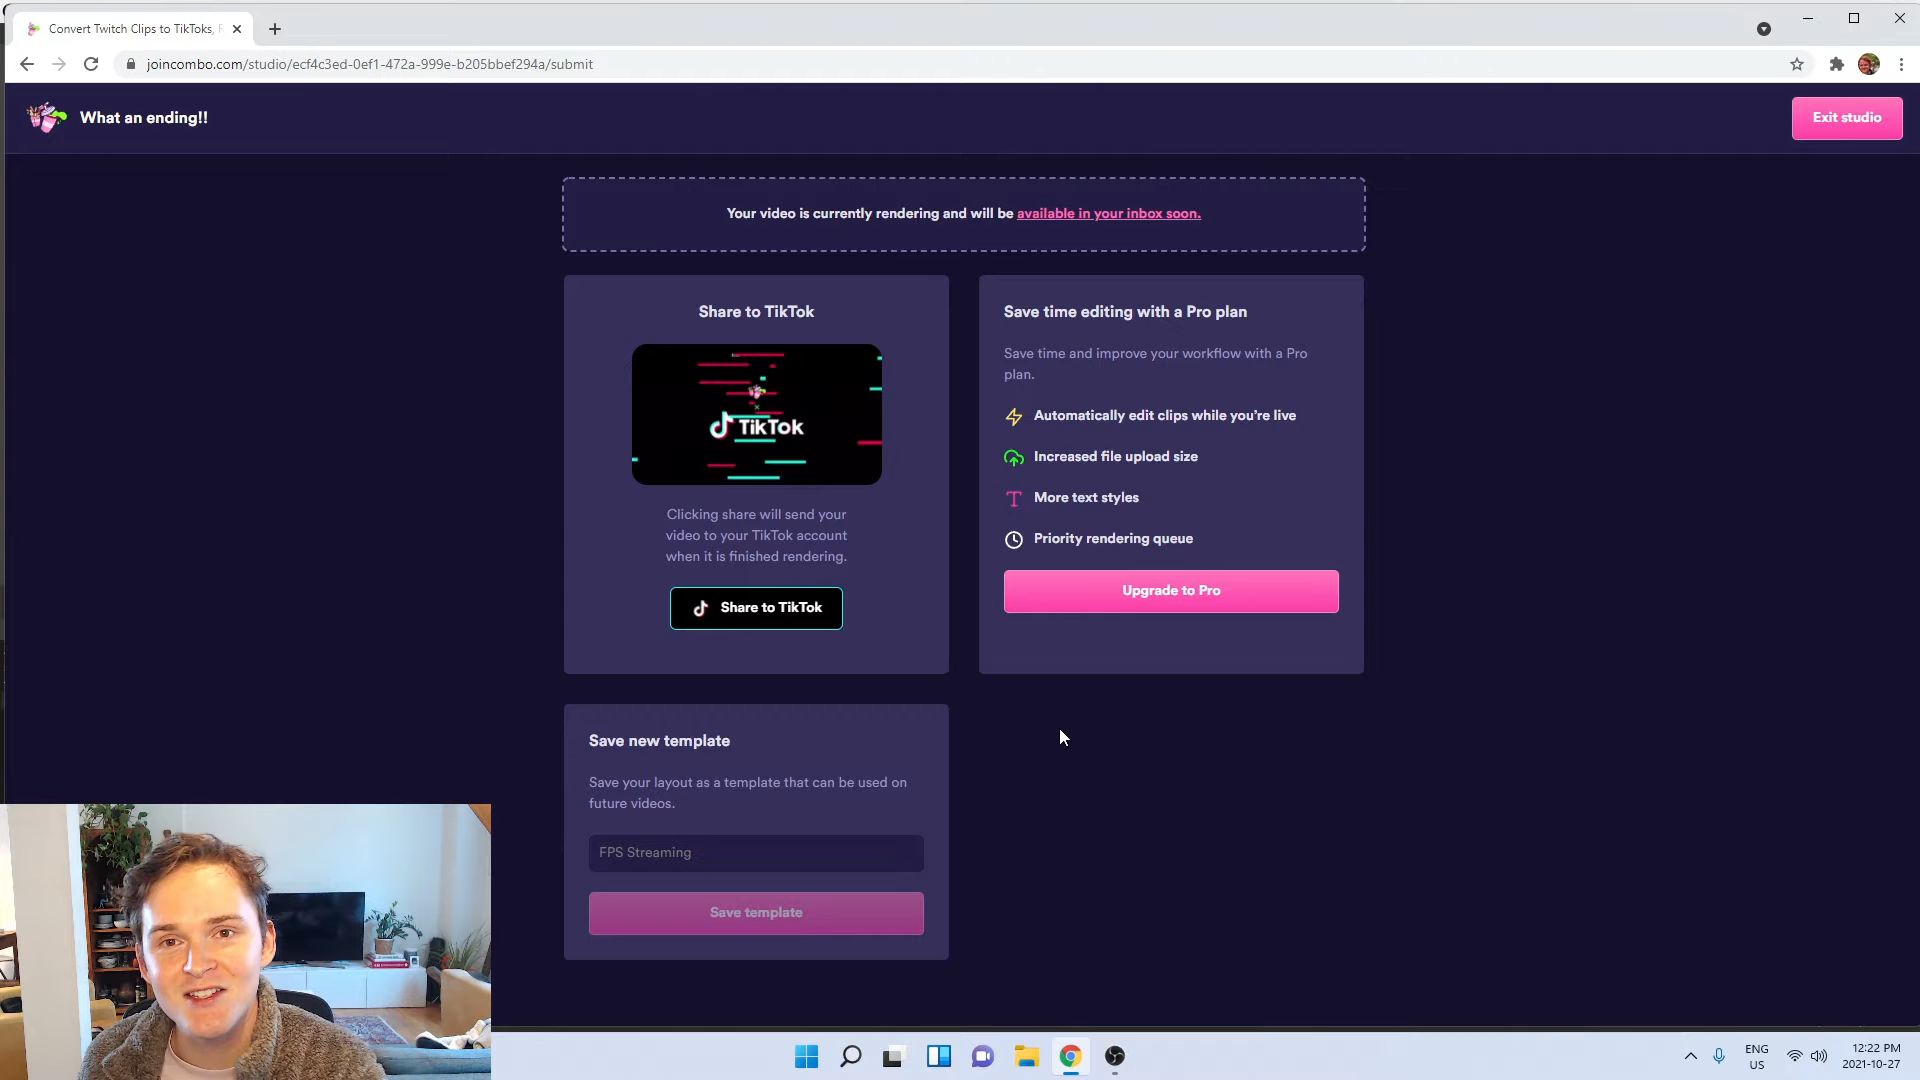 Convert Twitch Clips to TikToks,
joincombo.com/studio/ecf4c3ed-0ef1-472a-999e-b205bbef294a/submit
What an ending!!
Exit studio
Your video is currently rendering and will be available in your inbox soon.
Share to TikTok
TikTok
Clicking share will send your
video to your TikTok account
when it is finished rendering.
Share to TikTok
Save time editing with a Pro plan
Save time and improve your workflow with a Pro
plan.
Automatically edit clips while you're live
Increased file upload size
More text styles
Priority rendering queue
Upgrade to Pro
Save new template
Save your layout as a template that can be used on
future videos.
FPS Streaming
Save template
ENG
US
12:22 PM
2021-10-27